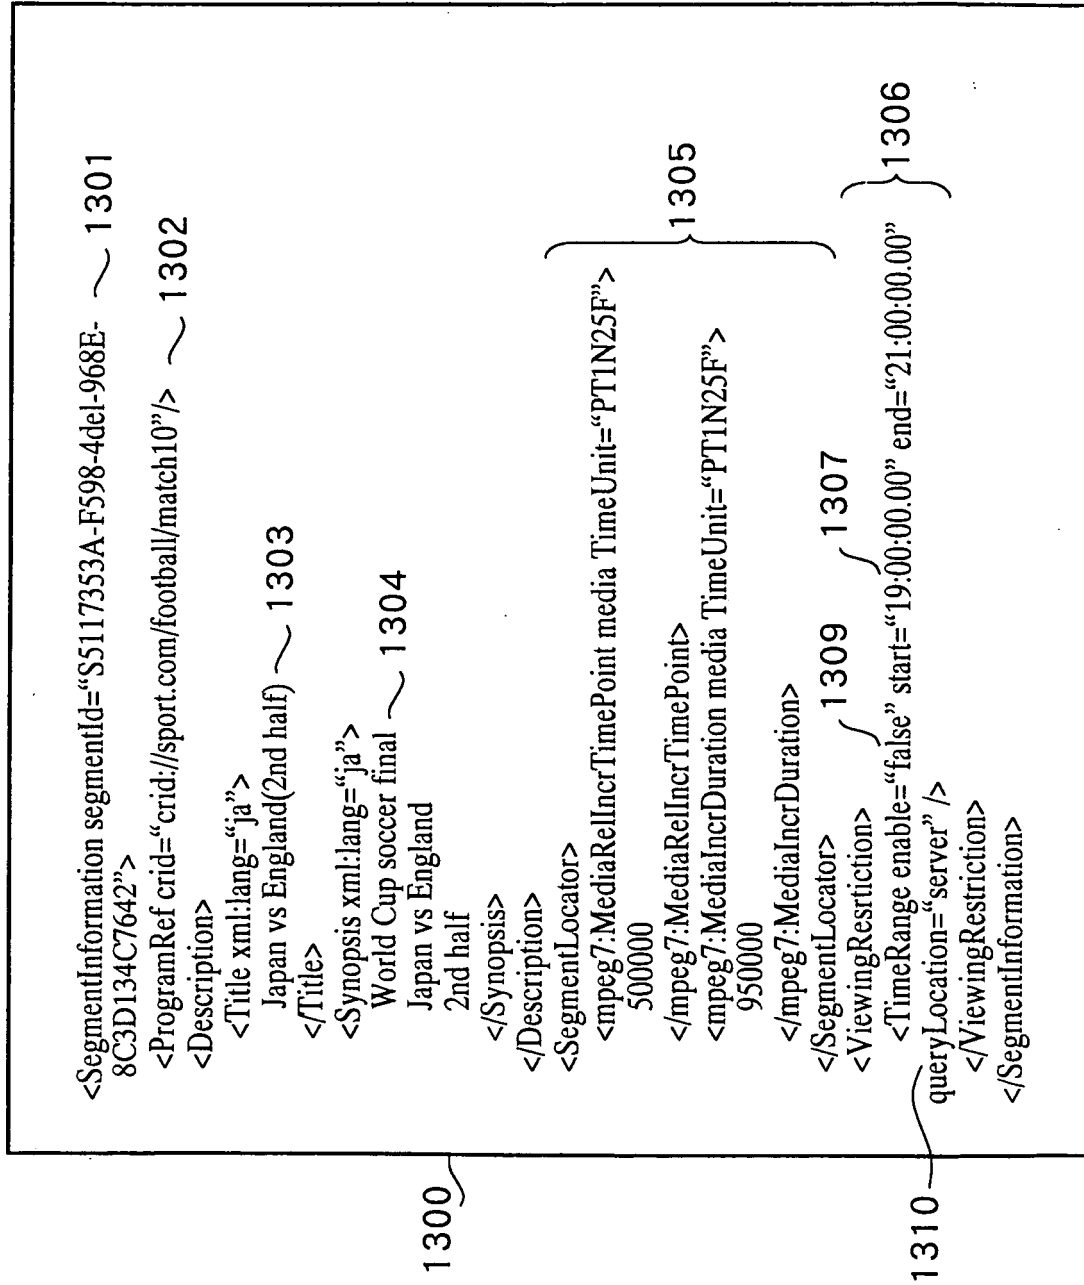 <SegmentInformation segmentId=“S5117353A-F598-4del-968E- 1301
8C3D134C7642”>
<ProgramRef crid=“crid://sport.com/football/match10”/> 1302
<Description>
<Title xml:lang=“ja”>
Japan vs England(2nd half) 1303
</Title>
<Synopsis xml:lang=“ja”>
World Cup soccer final 1304
Japan vs England
2nd half
</Synopsis>
</Description>
<SegmentLocator>
<mpeg7:MediaRelIncrTimePoint media TimeUnit=“PT1N25F”>
500000
</mpeg7:MediaRelIncrTimePoint>
1305
<mpeg7:MediaIncrDuration media TimeUnit=“PT1N25F”>
950000
</mpeg7:MediaIncrDuration>
</SegmentLocator> 1309 1307
<ViewingResrtiction>
<TimeRange enable=“false” start=“19:00:00.00” end=“21:00:00.00” 1306
queryLocation=“server” />
</ViewingRestriction>
</SegmentInformation>
1300
1310